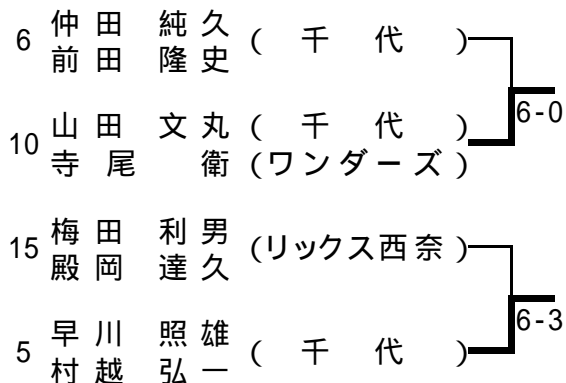 6 仲田 純久 (千代)
前田 隆史
6-0
10 山田 文丸 (千代)
寺尾 衛 (ワンダーズ)
15 梅田 利男 (リックス西奈)
殿岡 達久
6-3
5 早川 照雄 (千代)
村越 弘一